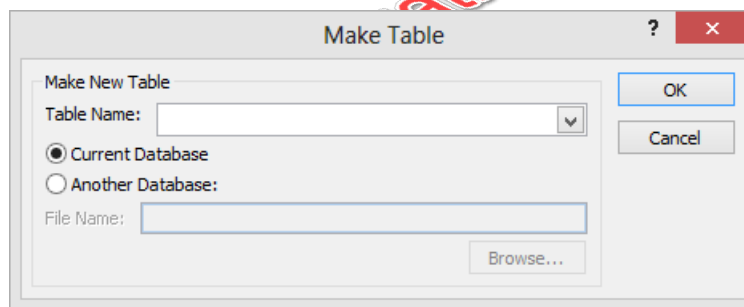 Make Table
?
Make New Table
OK
Table Name:
Cancel
Current Database
Another Database:
File Name:
Browse...